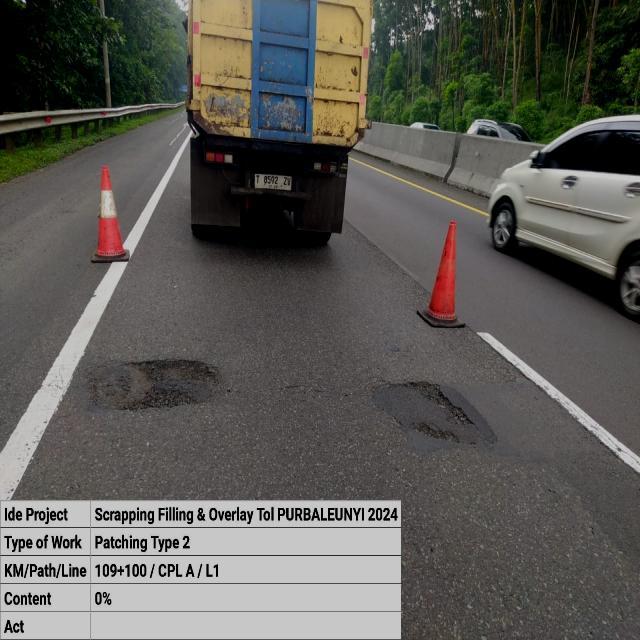 T 8592 ZU
Ide Project Scrapping Filling & Overlay Tol PURBALEUNYI 2024
Type of Work Patching Type 2
KM/Path/Line 109+100 / CPL A / L1
Content 0%
Act